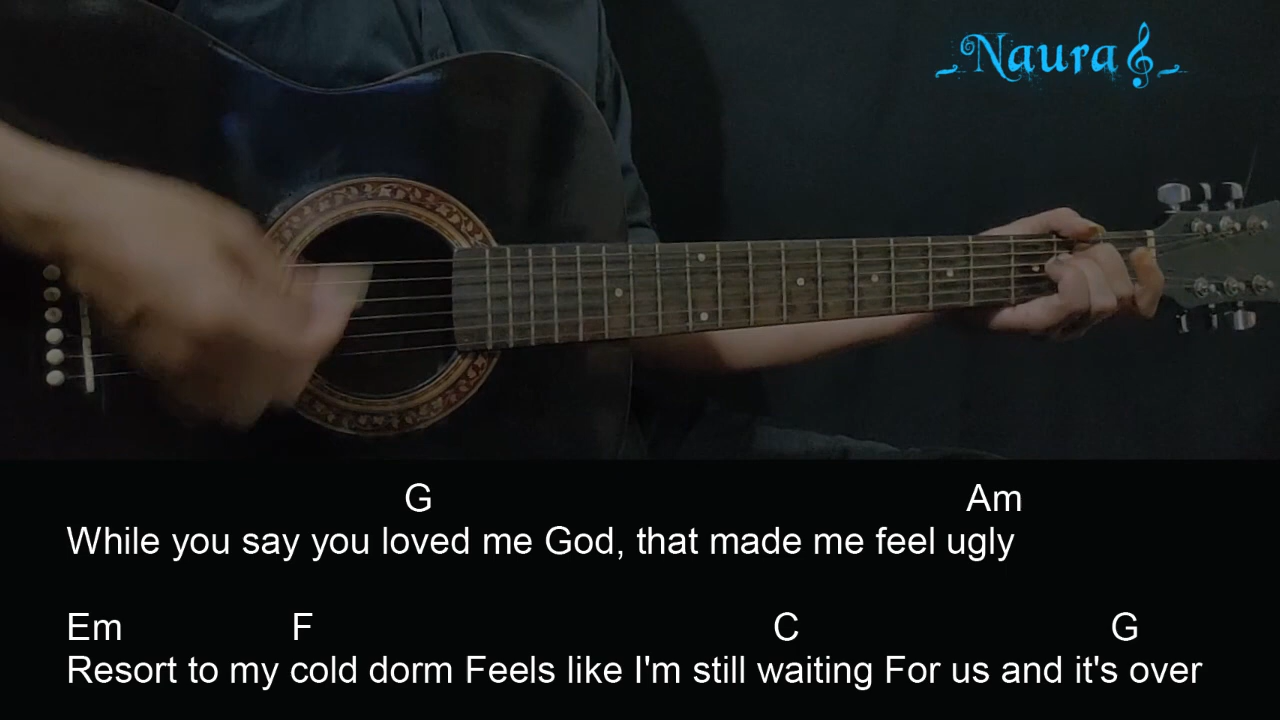 Naura
G Am
While you say you loved me God, that made me feel ugly
Em F C G
Resort to my cold dorm Feels like I'm still waiting For us and it's over